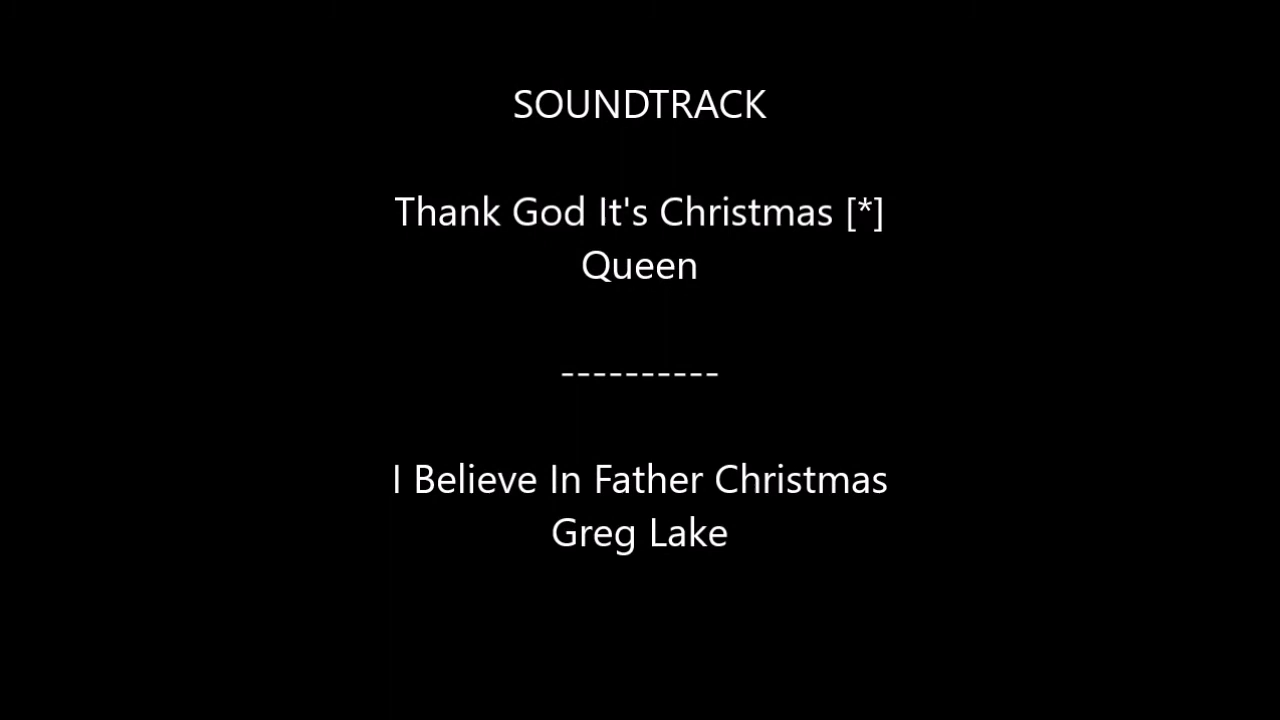 SOUNDTRACK
Thank God It's Christmas [*]
Queen
----------
I Believe In Father Christmas
Greg Lake